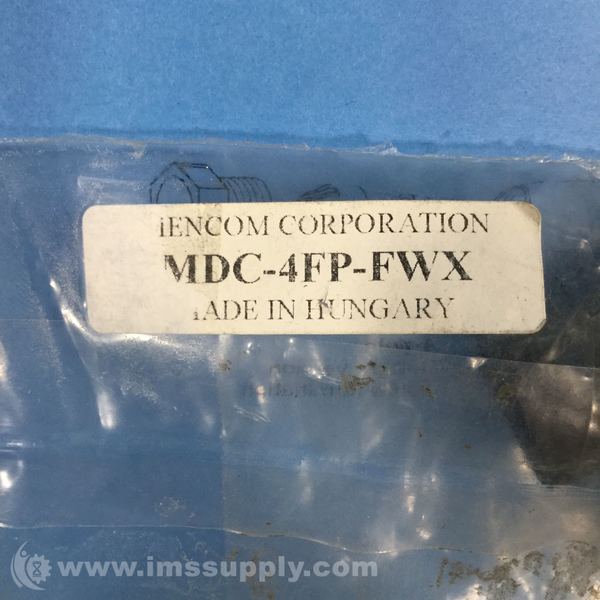 iENCOM CORPORATION
MDC-4FP-FWX
IADE IN HUNGARY
www.imssupply.com